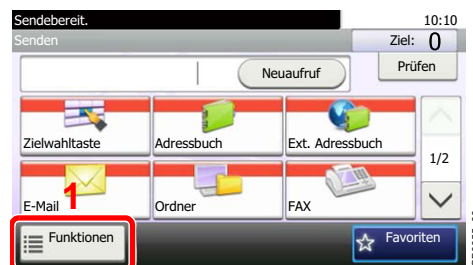 Sendebereit. 10:10
Senden Ziel: 0
Neuaufruf Prüfen
Zielwahltaste Adressbuch Ext. Adressbuch
1/2
E-Mail Ordner FAX
1
Funktionen Favoriten